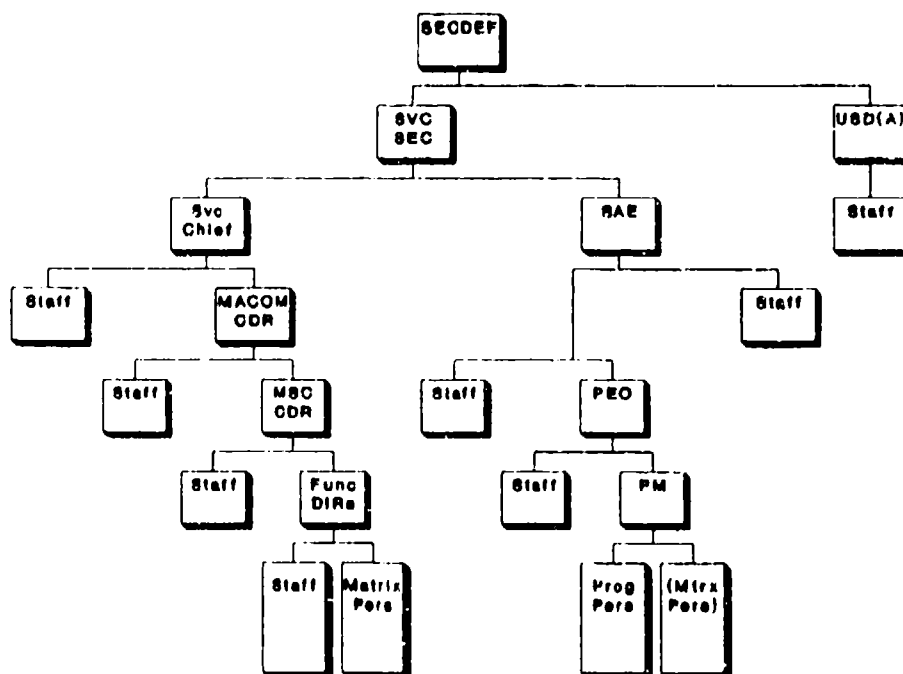 SECDEF
SVC
SEC
USD(A)
Svc
Chief
SAE
Staff
Staff
MACOM
CDR
Staff
Staff
MSC
CDR
Staff
PEO
Staff
Func
DIRs
Staff
PM
Staff
Matrix
Pers
Prog
Pers
(Mtrx
Pers)